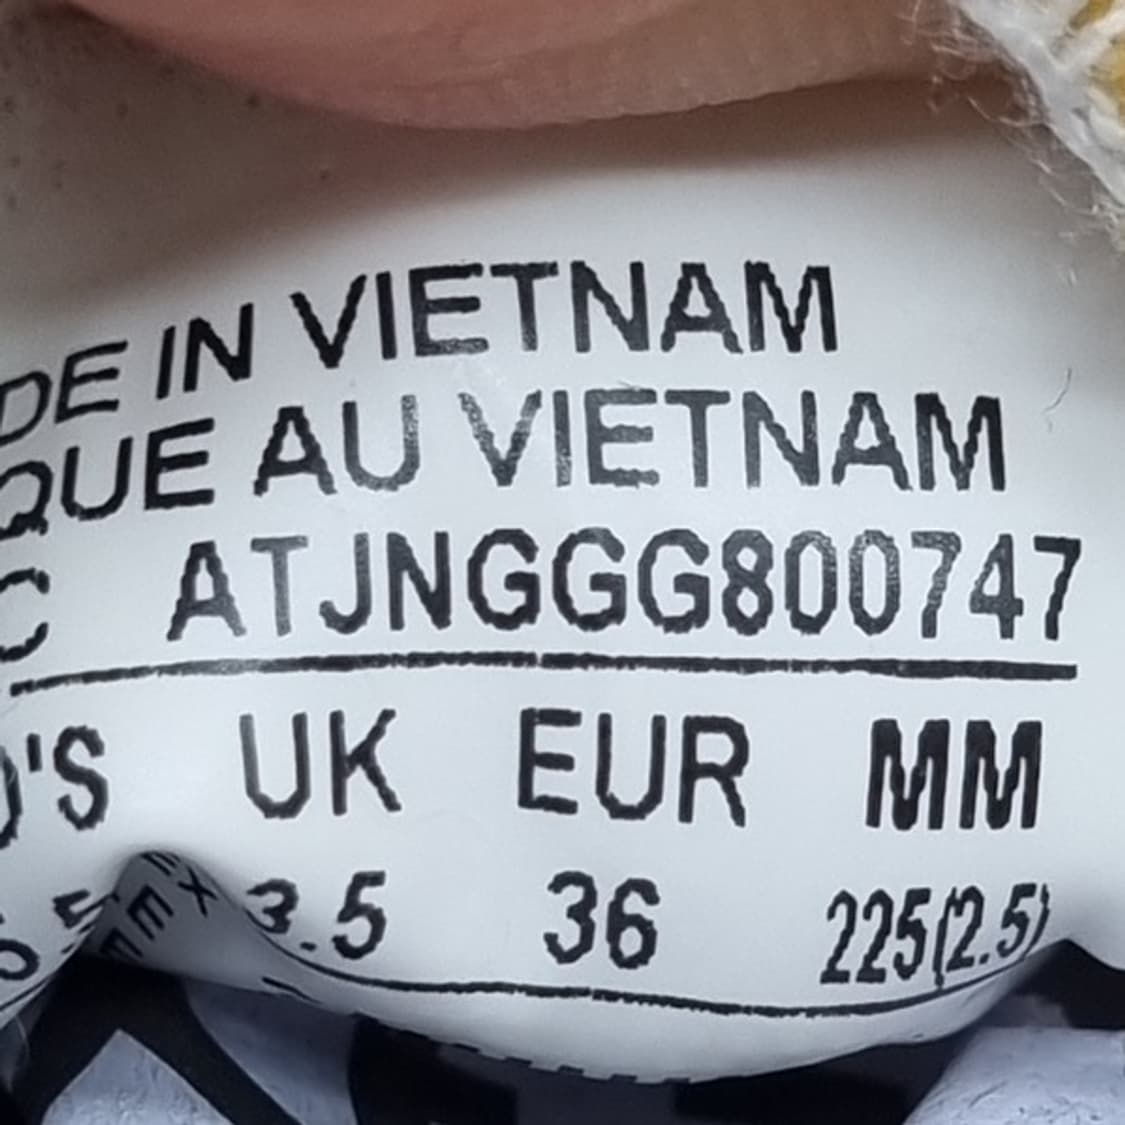 DE IN VIETNAM
QUE AU VIETNAM
C ATJNGGG800747
'S UK EUR MM
3.5 36 225(2.5)